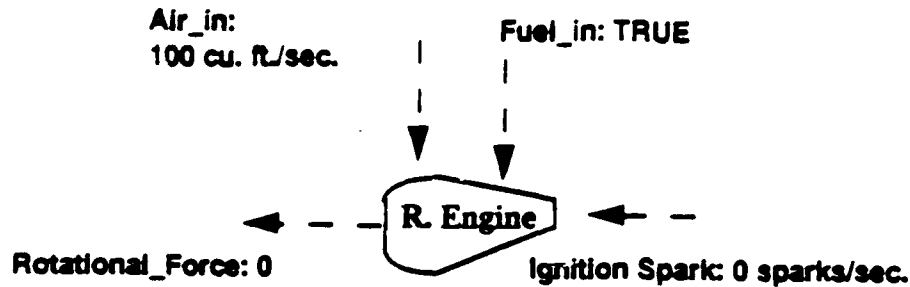 Air_in:
100 cu. ft./sec.
Fuel_in: TRUE
R. Engine
Rotational_Force: 0
Ignition Spark: 0 sparks/sec.